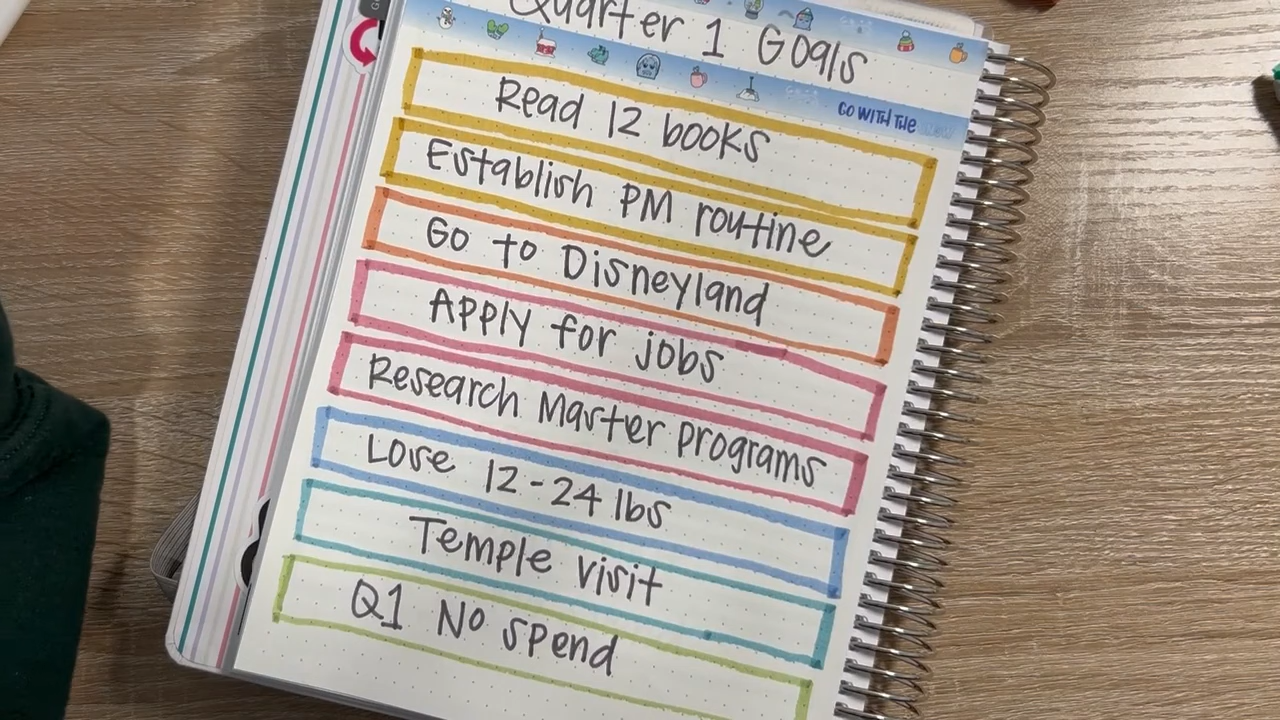 Quarter 1 Goals
GO WITH THE
Read 12 books
Establish PM routine
Go to Disneyland
Apply for jobs
Research Master programs
Lose 12-24 lbs
Temple visit
Q1 No spend